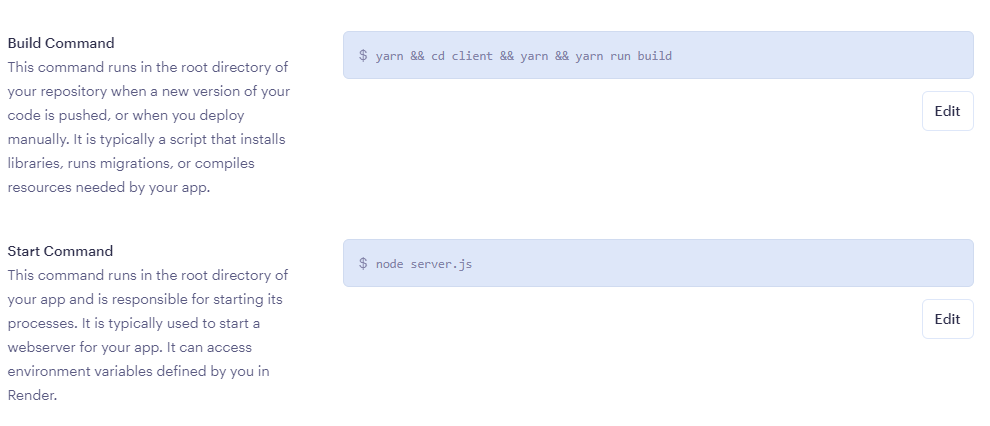 Build Command
This command runs in the root directory of
your repository when a new version of your
code is pushed, or when you deploy
manually. It is typically a script that installs
libraries, runs migrations, or compiles
resources needed by your app.
$ yarn && cd client && yarn && yarn run build
Edit
Start Command
This command runs in the root directory of
your app and is responsible for starting its
processes. It is typically used to start a
webserver for your app. It can access
environment variables defined by you in
Render.
$ node server.js
Edit